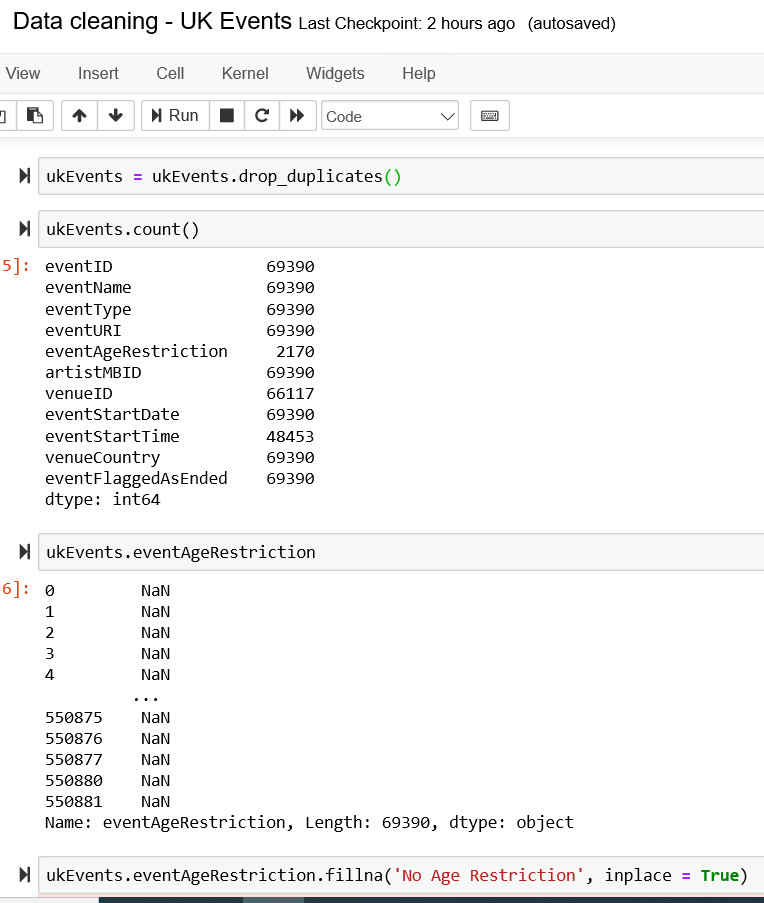 Data cleaning - UK Events Last Checkpoint: 2 hours ago (autosaved)
View Insert Cell Kernel Widgets Help
Run Code
ukEvents = ukEvents.drop_duplicates()
ukEvents.count()
5]: eventID 69390
eventName 69390
eventType 69390
eventURI 69390
eventAgeRestriction 2170
artistMBID 69390
venueID 66117
eventStartDate 69390
eventStartTime 48453
venueCountry 69390
eventFlaggedAsEnded 69390
dtype: int64
ukEvents.eventAgeRestriction
6]: 0 NaN
1 NaN
2 NaN
3 NaN
4 NaN
...
550875 NaN
550876 NaN
550877 NaN
550880 NaN
550881 NaN
Name: eventAgeRestriction, Length: 69390, dtype: object
ukEvents.eventAgeRestriction.fillna('No Age Restriction', inplace = True)